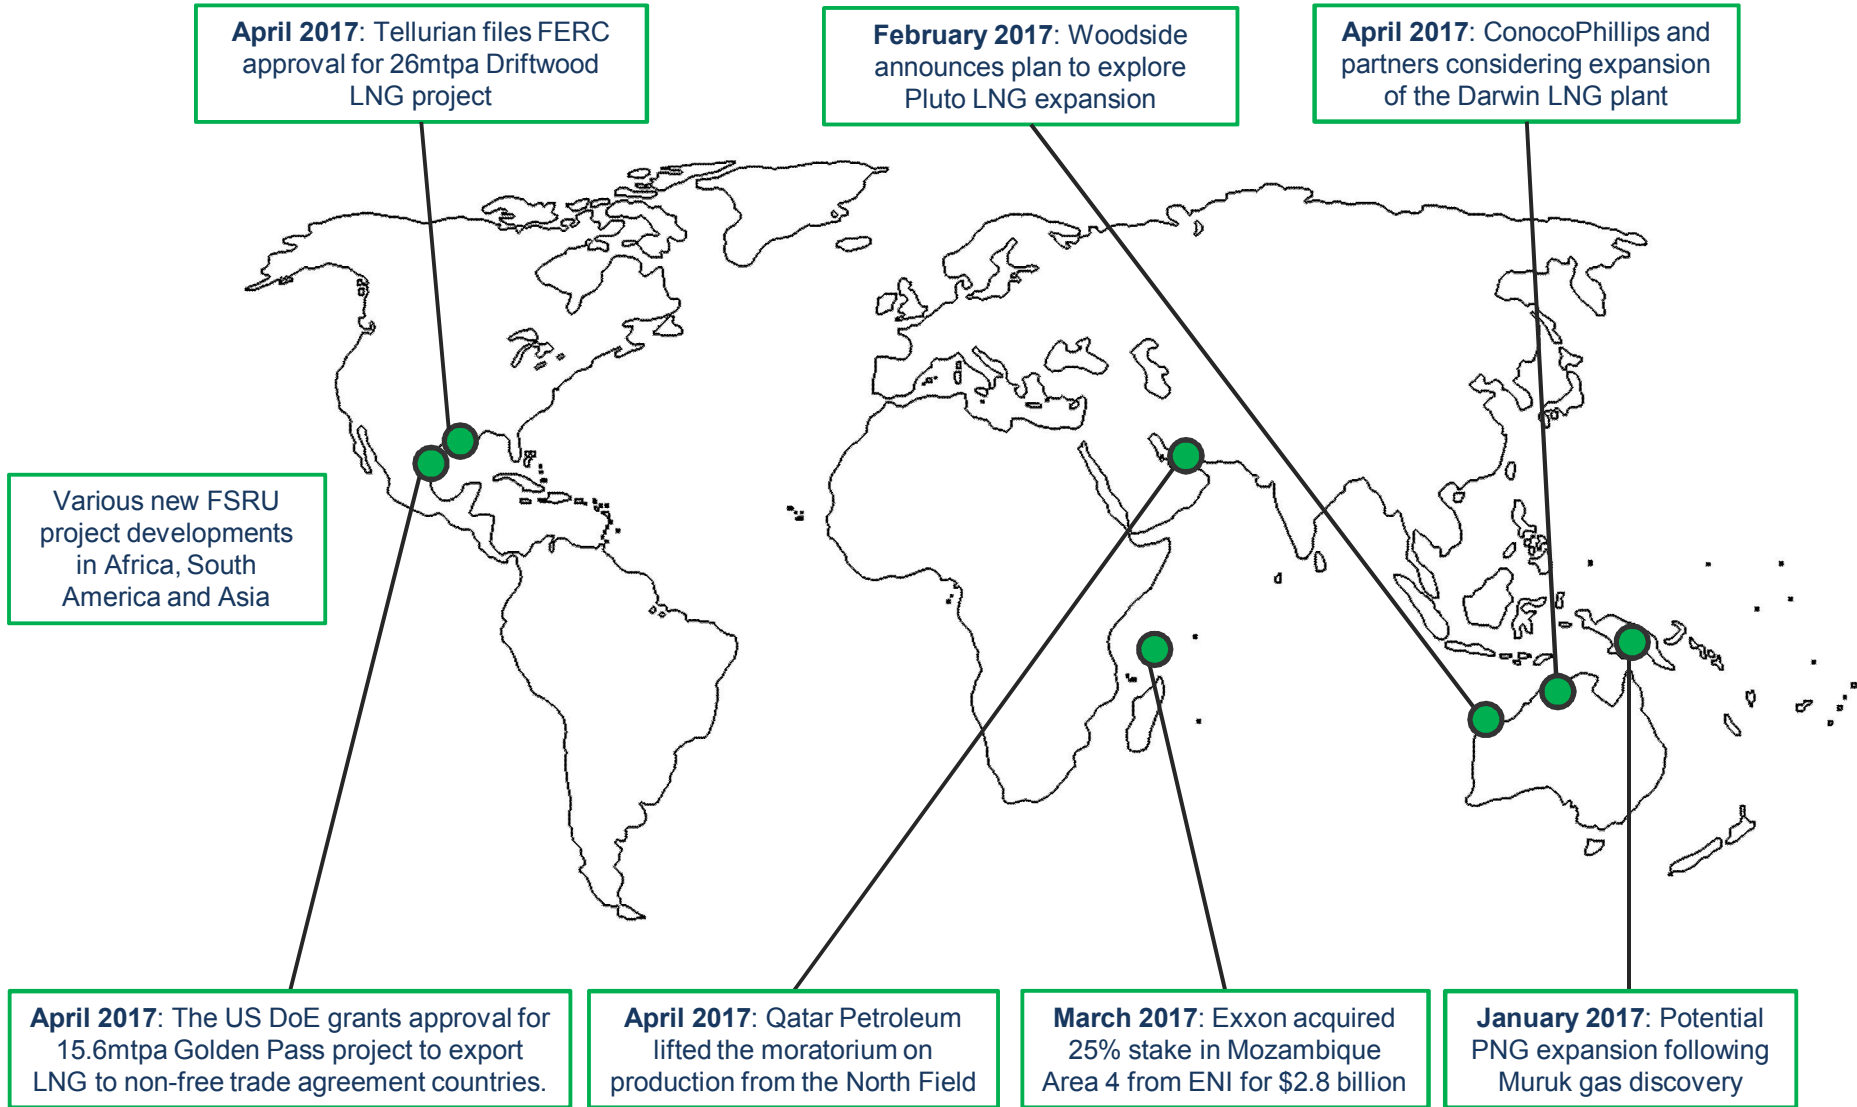 April 2017: Tellurian files FERC
approval for 26mtpa Driftwood
LNG project
February 2017: Woodside
announces plan to explore
Pluto LNG expansion
April 2017: ConocoPhillips and
partners considering expansion
of the Darwin LNG plant
Various new FSRU
project developments
in Africa, South
America and Asia
April 2017: The US DoE grants approval for
15.6mtpa Golden Pass project to export
LNG to non-free trade agreement countries.
April 2017: Qatar Petroleum
lifted the moratorium on
production from the North Field
March 2017: Exxon acquired
25% stake in Mozambique
Area 4 from ENI for $2.8 billion
January 2017: Potential
PNG expansion following
Muruk gas discovery